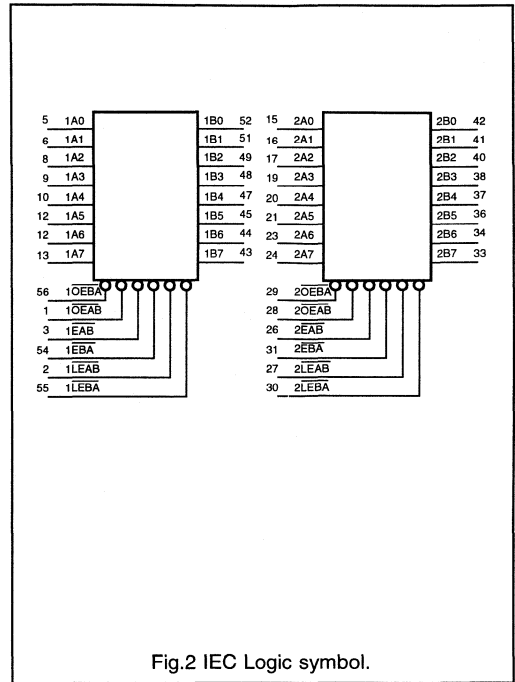 5 1A0 1B0 52 15 2A0 2B0 42
6 1A1 1B1 51 16 2A1 2B1 41
8 1A2 1B2 49 17 2A2 2B2 40
9 1A3 1B3 48 19 2A3 2B3 38
10 1A4 1B4 47 20 2A4 2B4 37
12 1A5 1B5 45 21 2A5 2B5 36
12 1A6 1B6 44 23 2A6 2B6 34
13 1A7 1B7 43 24 2A7 2B7 33
56 1OEBA 29 2OEBA
1 1OEAB 28 2OEAB
3 1EAB 26 2EAB
54 1EBA 31 2EBA
2 1LEAB 27 2LEAB
55 1LEBA 30 2LEBA
Fig.2 IEC Logic symbol.